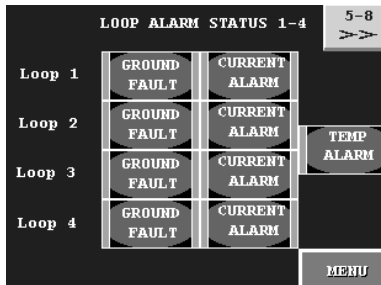 LOOP ALARM STATUS 1-4
5-8
>>
Loop 1
GROUND
FAULT
CURRENT
ALARM
Loop 2
GROUND
FAULT
CURRENT
ALARM
TEMP
ALARM
Loop 3
GROUND
FAULT
CURRENT
ALARM
Loop 4
GROUND
FAULT
CURRENT
ALARM
MENU